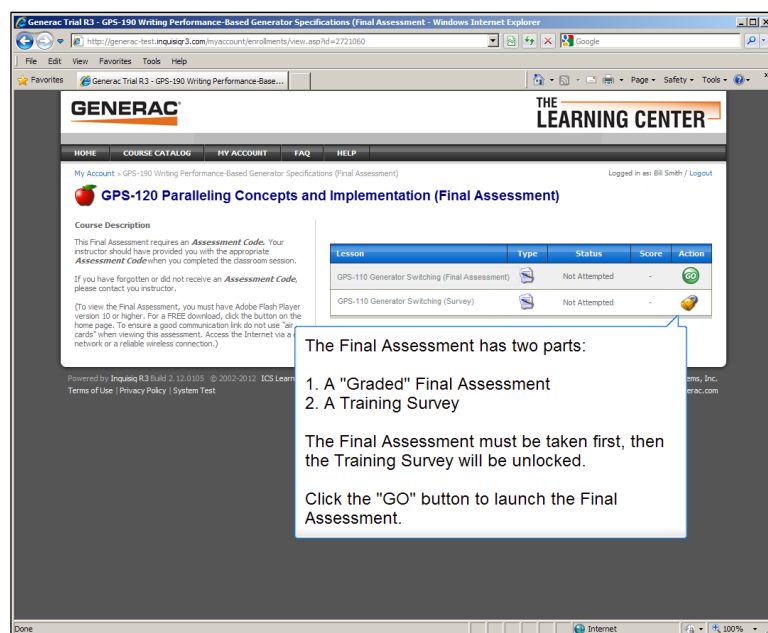 Generac Trial R3 - GPS-190 Writing Performance-Based Generator Specifications (Final Assessment - Windows Internet Explorer
http://generac-test.inquisiqr3.com/myaccount/enrollments/view.asp?id=2721060
Google
File Edit View Favorites Tools Help
Favorites Generac Trial R3 - GPS-190 Writing Performance-Base... Page Safety Tools
GENERAC
THE
LEARNING CENTER
HOME COURSE CATALOG MY ACCOUNT FAQ HELP
My Account > GPS-190 Writing Performance-Based Generator Specifications (Final Assessment) Logged in as: Bill Smith / Logout
GPS-120 Paralleling Concepts and Implementation (Final Assessment)
Course Description
This Final Assessment requires an Assessment Code. Your
instructor should have provided you with the appropriate
Assessment Code when you completed the classroom session.
If you have forgotten or did not receive an Assessment Code,
please contact you instructor.
(To view the Final Assessment, you must have Adobe Flash Player
version 10 or higher. For a FREE download, click the button on the
home page. To ensure a good communication link do not use "air
cards" when viewing this assessment. Access the Internet via a
network or a reliable wireless connection.)
Lesson Type Status Score Action
GPS-110 Generator Switching (Final Assessment) Not Attempted - GO
GPS-110 Generator Switching (Survey) Not Attempted -
The Final Assessment has two parts:
1. A "Graded" Final Assessment
2. A Training Survey
The Final Assessment must be taken first, then
the Training Survey will be unlocked.
Click the "GO" button to launch the Final
Assessment.
Powered by Inquisiq R3 Build 2.12.0105 © 2002-2012 ICS Learn
ems, Inc.
Terms of Use | Privacy Policy | System Test
erac.com
Done Internet 100%